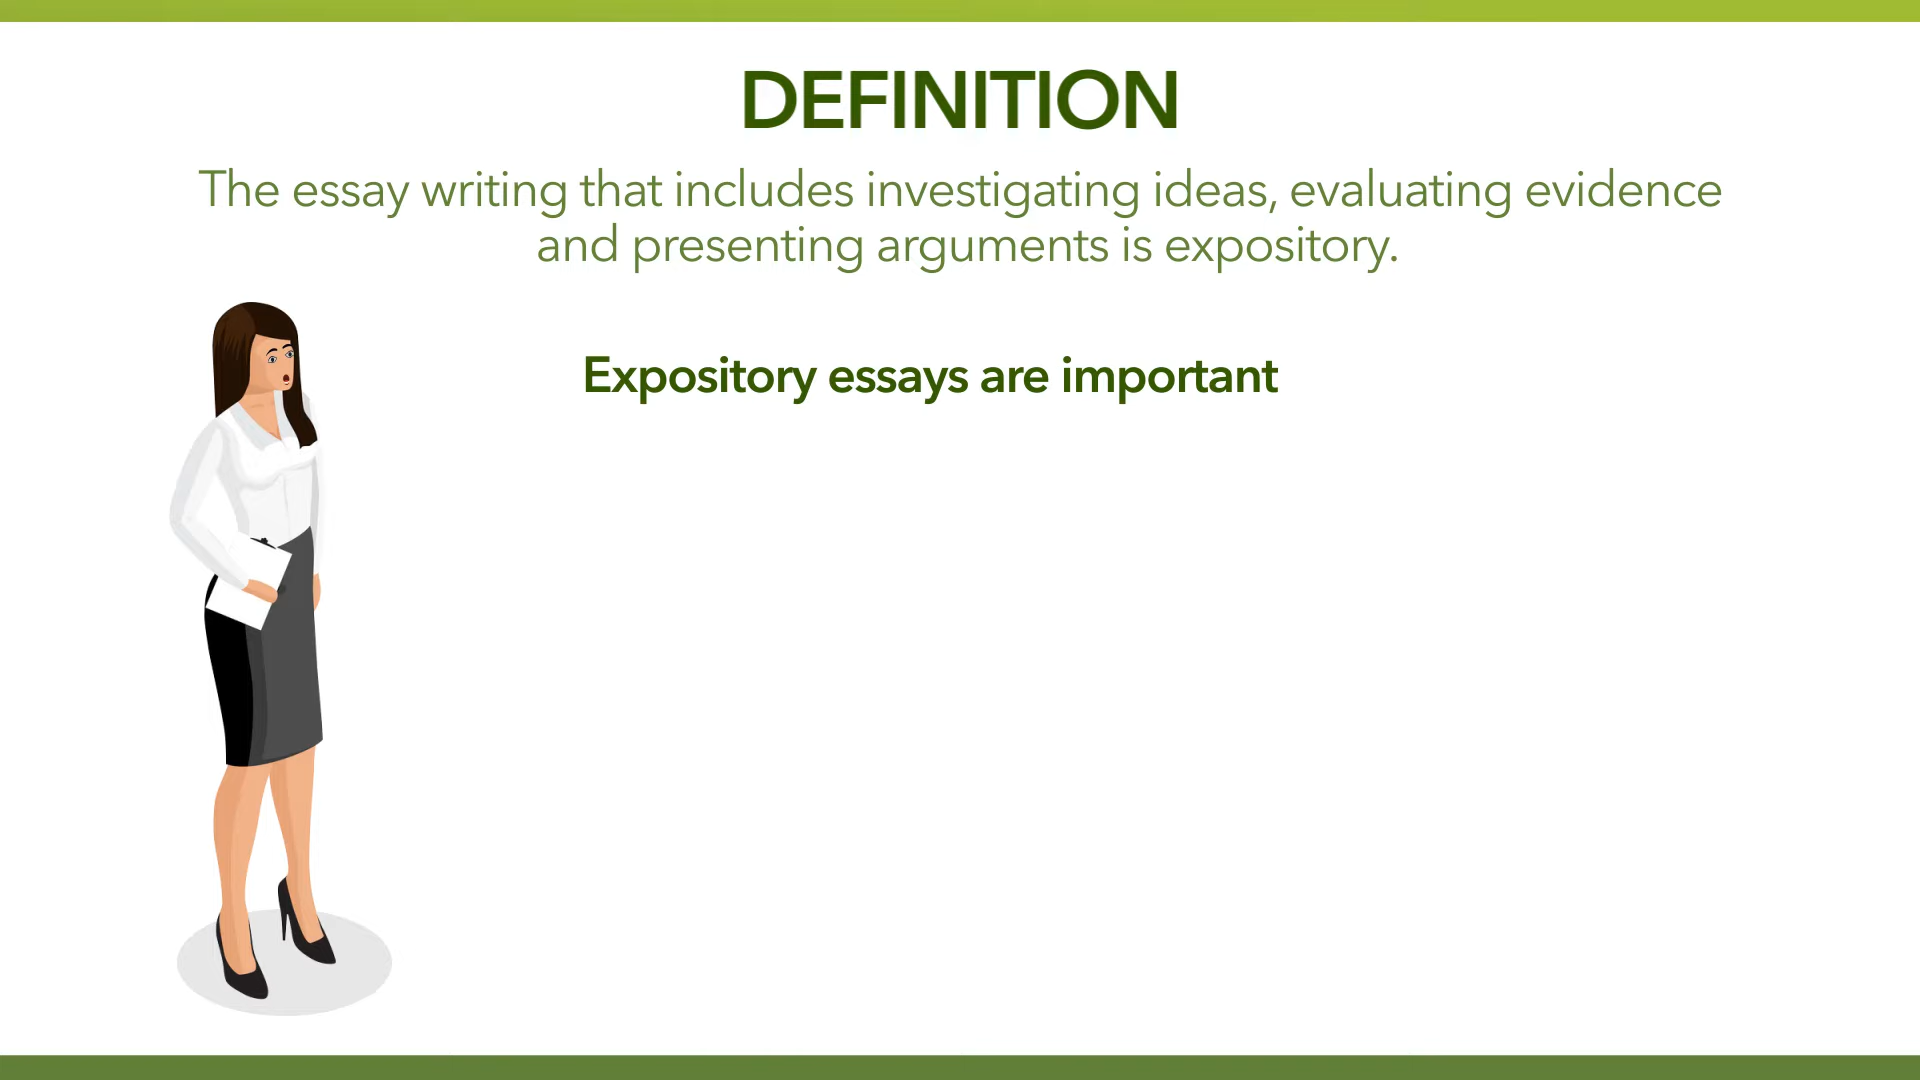 DEFINITION
The essay writing that includes investigating ideas, evaluating evidence
and presenting arguments is expository.
Expository essays are important